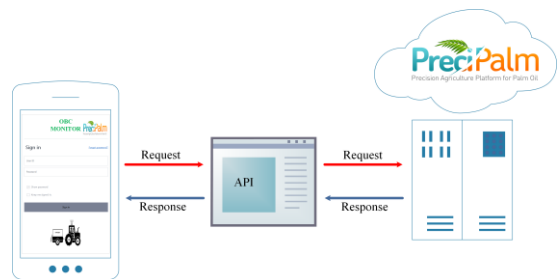 PreciPalm
Precision Agriculture Platform for Palm Oil
OBC
MONITOR PreciPalm
Sign in
Request
Response
API
Request
Response